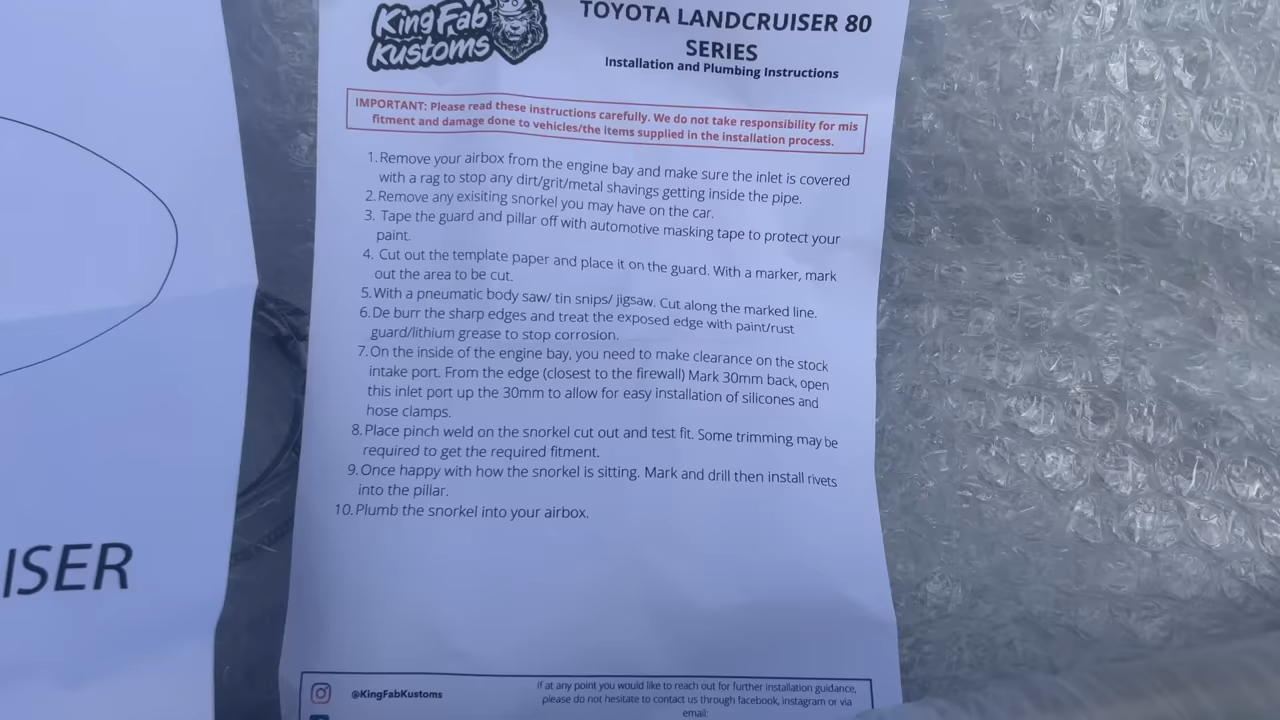 KingFab
Kustoms
TOYOTA LANDCRUISER 80
SERIES
Installation and Plumbing Instructions
IMPORTANT: Please read these instructions carefully. We do not take responsibility for mis
fitment and damage done to vehicles/the items supplied in the installation process.
1. Remove your airbox from the engine bay and make sure the inlet is covered
with a rag to stop any dirt/grit/metal shavings getting inside the pipe.
2. Remove any exisiting snorkel you may have on the car.
3. Tape the guard and pillar off with automotive masking tape to protect your
paint.
4. Cut out the template paper and place it on the guard. With a marker, mark
out the area to be cut.
5. With a pneumatic body saw/ tin snips/ jigsaw. Cut along the marked line.
6. De burr the sharp edges and treat the exposed edge with paint/rust
guard/lithium grease to stop corrosion.
7. On the inside of the engine bay, you need to make clearance on the stock
intake port. From the edge (closest to the firewall) Mark 30mm back, open
this inlet port up the 30mm to allow for easy installation of silicones and
hose clamps.
8. Place pinch weld on the snorkel cut out and test fit. Some trimming may be
required to get the required fitment.
9. Once happy with how the snorkel is sitting. Mark and drill then install rivets
into the pillar.
10. Plumb the snorkel into your airbox.
ISER
@KingFabKustoms
If at any point you would like to reach out for further installation guidance,
please do not hesitate to contact us through facebook, instagram or via
email: